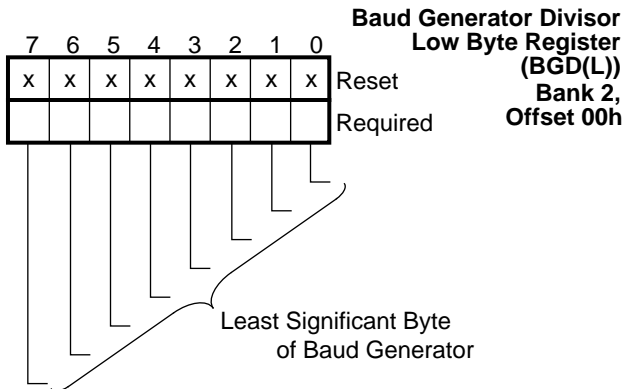 Baud Generator Divisor
Low Byte Register
(BGD(L))
Bank 2,
Offset 00h
7 6 5 4 3 2 1 0
x x x x x x x x Reset
Required
Least Significant Byte
of Baud Generator